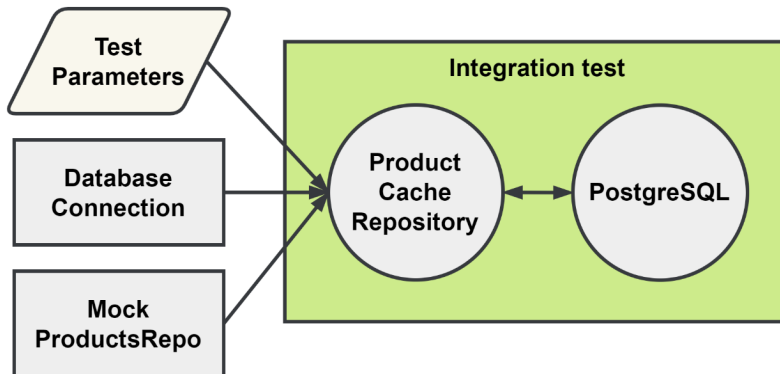 Test
Parameters
Integration test
Database
Connection
Product
Cache
Repository
PostgreSQL
Mock
ProductsRepo